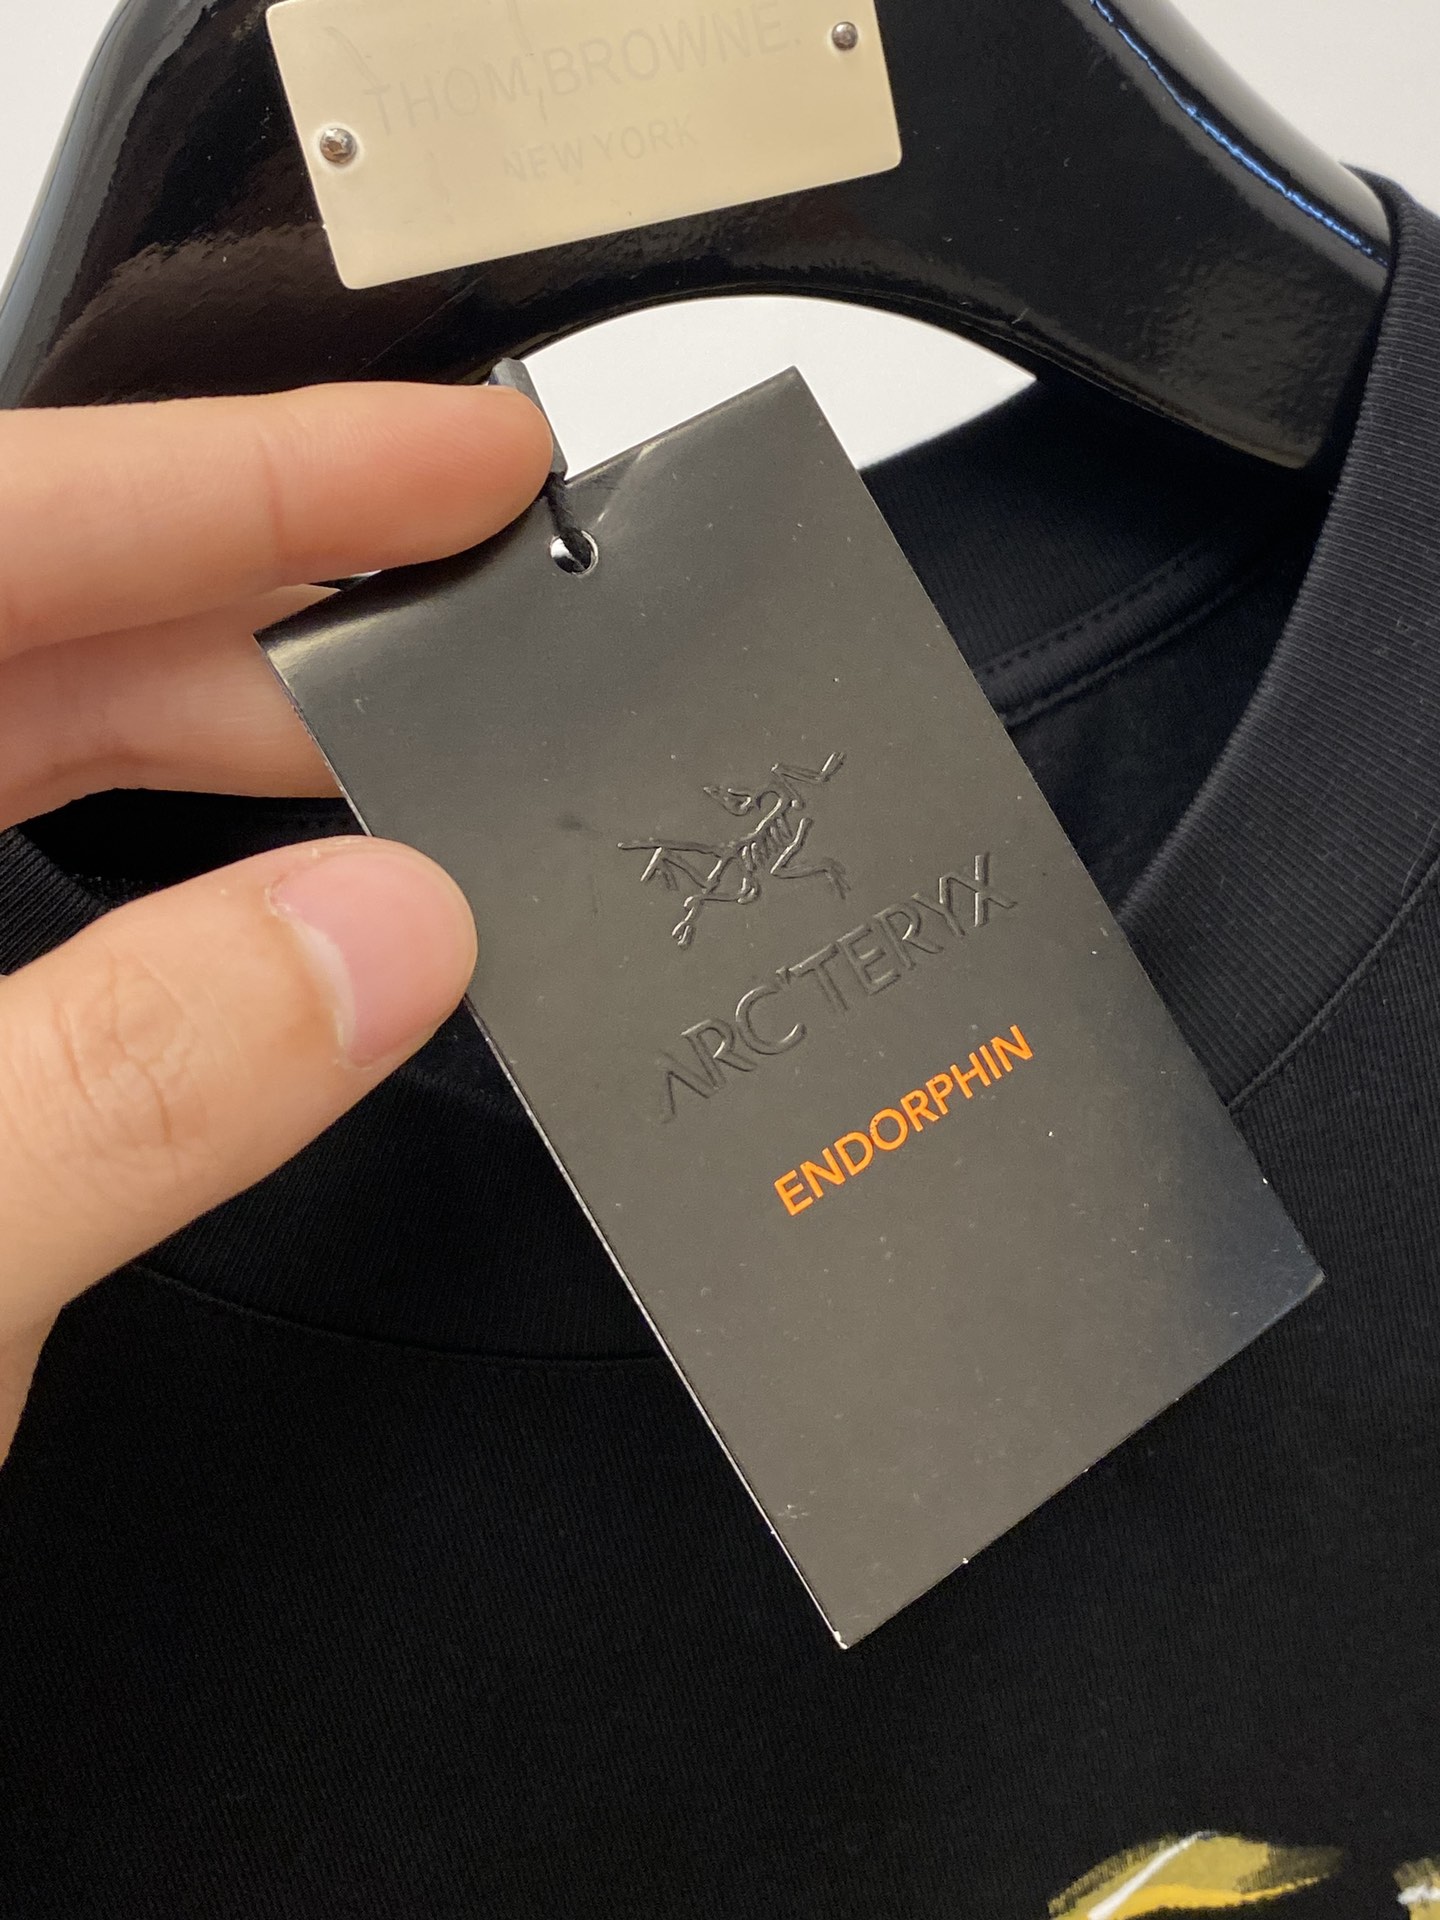 THOM BROWNE.
NEW YORK
ARC'TERYX
ENDORPHIN